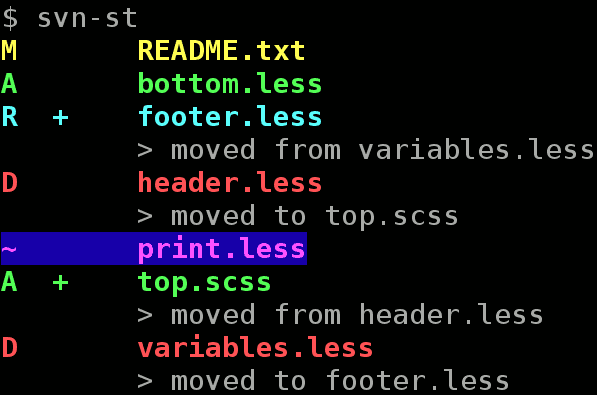 $ svn-st
M       README.txt
A       bottom.less
R  +    footer.less
        > moved from variables.less
D       header.less
        > moved to top.scss
~       print.less
A  +    top.scss
        > moved from header.less
D       variables.less
        > moved to footer.less